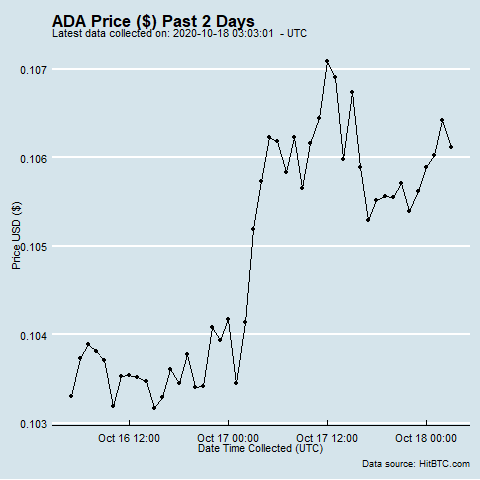 ADA Price ($) Past 2 Days
Latest data collected on: 2020-10-18 03:03:01 - UTC
0.107
0.106
0.105
0.104
0.103
Price USD ($)
Oct 16 12:00
Oct 17 00:00
Oct 17 12:00
Oct 18 00:00
Date Time Collected (UTC)
Data source: HitBTC.com